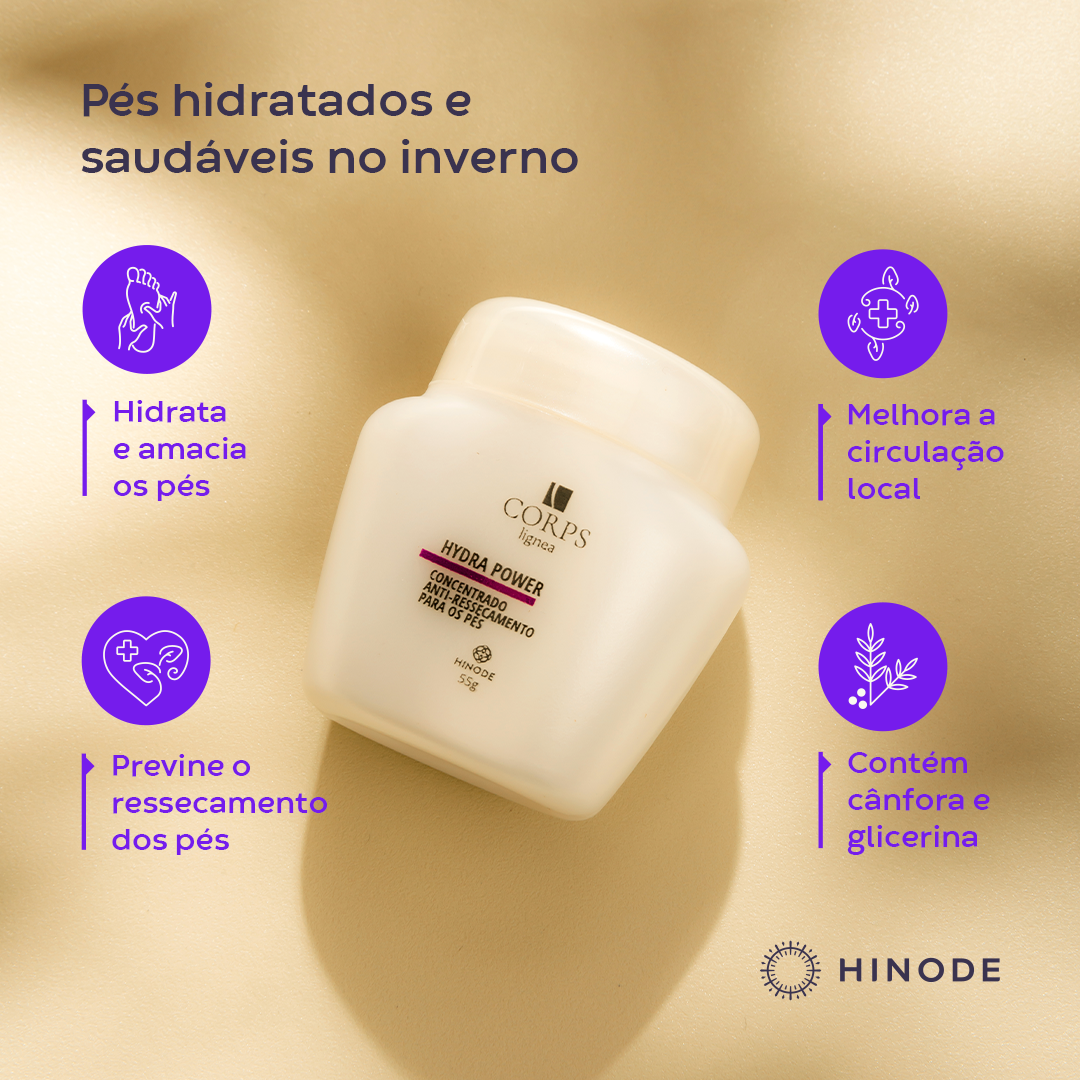 Pés hidratados e
saudáveis no inverno
Hidrata
e amacia
os pés
Melhora a
circulação
local
CORPS
lignea
HYDRA POWER
CONCENTRADO
ANTI-RESSECAMENTO
PARA OS PÉS
HINODE
55g
Previne o
ressecamento
dos pés
Contém
cânfora e
glicerina
HINODE